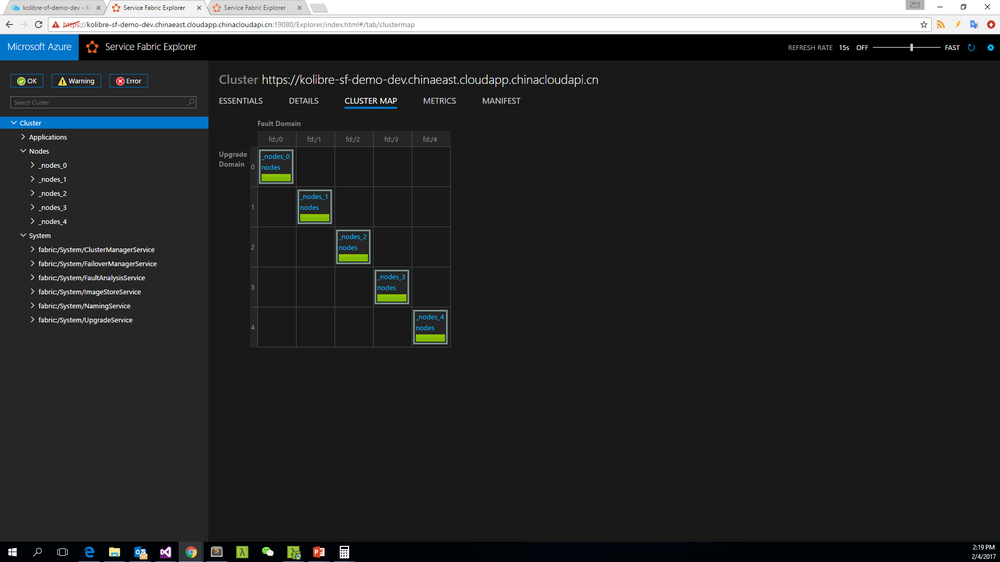 kolibre-sf-demo-dev - M
Service Fabric Explorer
Service Fabric Explorer
Siqi
https://kolibre-sf-demo-dev.chinaeast.cloudapp.chinacloudapi.cn:19080/Explorer/index.html#/tab/clustermap
Microsoft Azure
Service Fabric Explorer
REFRESH RATE 15s OFF FAST
OK
Warning
Error
Search Cluster
Cluster
Applications
Nodes
_nodes_0
_nodes_1
_nodes_2
_nodes_3
_nodes_4
System
fabric:/System/ClusterManagerService
fabric:/System/FailoverManagerService
fabric:/System/FaultAnalysisService
fabric:/System/ImageStoreService
fabric:/System/NamingService
fabric:/System/UpgradeService
Cluster https://kolibre-sf-demo-dev.chinaeast.cloudapp.chinacloudapi.cn
ESSENTIALS DETAILS CLUSTER MAP METRICS MANIFEST
Fault Domain
fd:/0 fd:/1 fd:/2 fd:/3 fd:/4
Upgrade
Domain
0
_nodes_0
nodes
1
_nodes_1
nodes
2
_nodes_2
nodes
3
_nodes_3
nodes
4
_nodes_4
nodes
2:19 PM
2/4/2017